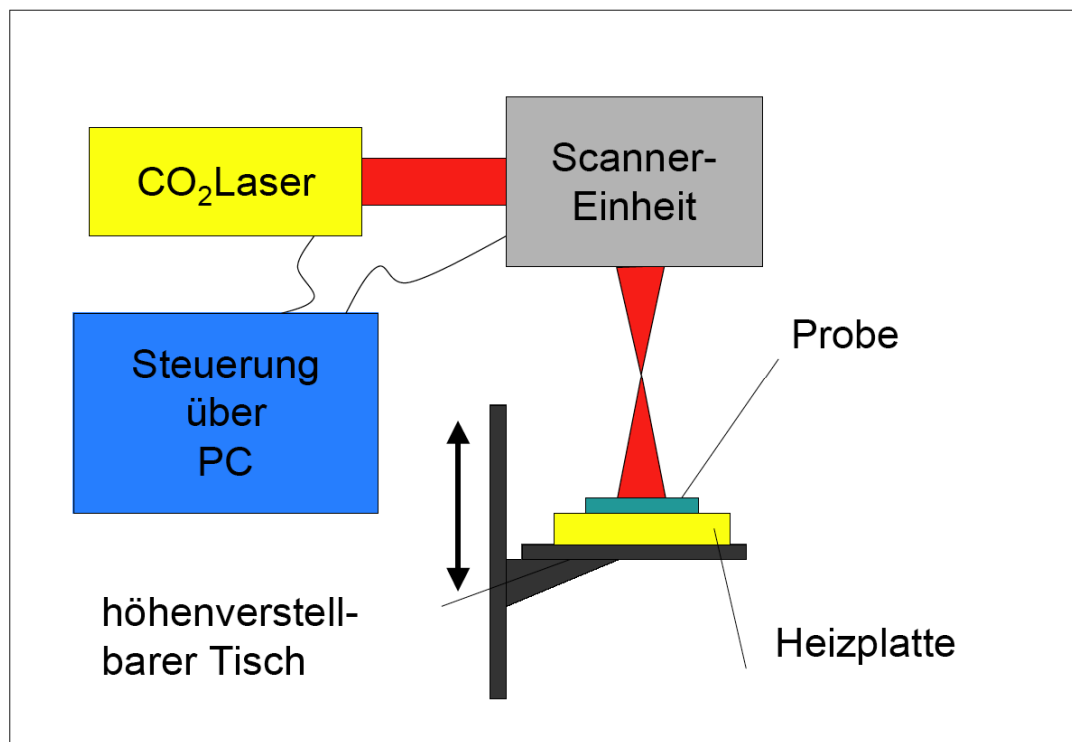 CO₂Laser
Scanner-
Einheit
Steuerung
über
PC
Probe
höhenverstell-
barer Tisch
Heizplatte